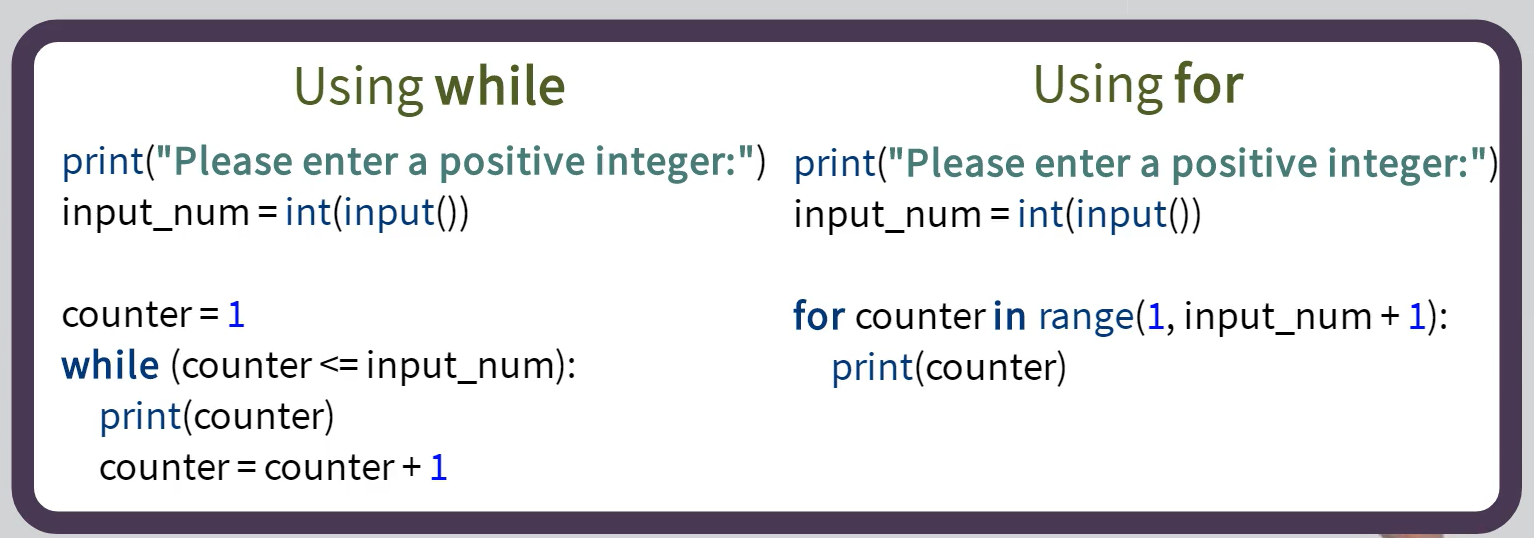 Using while
print("Please enter a positive integer:")
input_num = int(input())
counter = 1
while (counter <= input_num):
    print(counter)
    counter = counter + 1
Using for
print("Please enter a positive integer:")
input_num = int(input())
for counter in range(1, input_num + 1):
    print(counter)